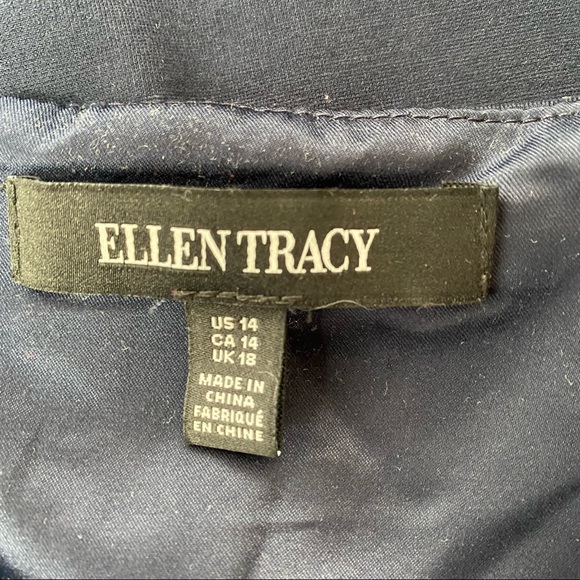 ELLEN TRACY
US 14
CA 14
UK 18
MADE IN
CHINA
FABRIQUÉ
EN CHINE